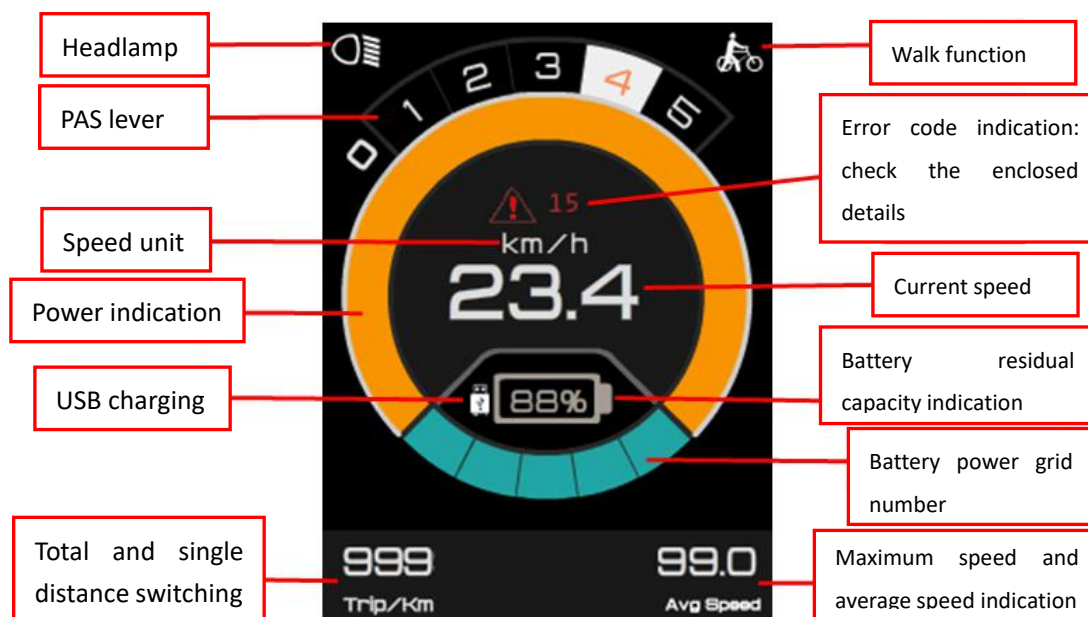 Headlamp
PAS lever
Speed unit
Power indication
USB charging
Total and single
distance switching
0
1
2
3
4
5
15
km/h
23.4
88%
999
Trip/Km
99.0
Avg Speed
Walk function
Error code indication:
check the enclosed
details
Current speed
Battery residual
capacity indication
Battery power grid
number
Maximum speed and
average speed indication